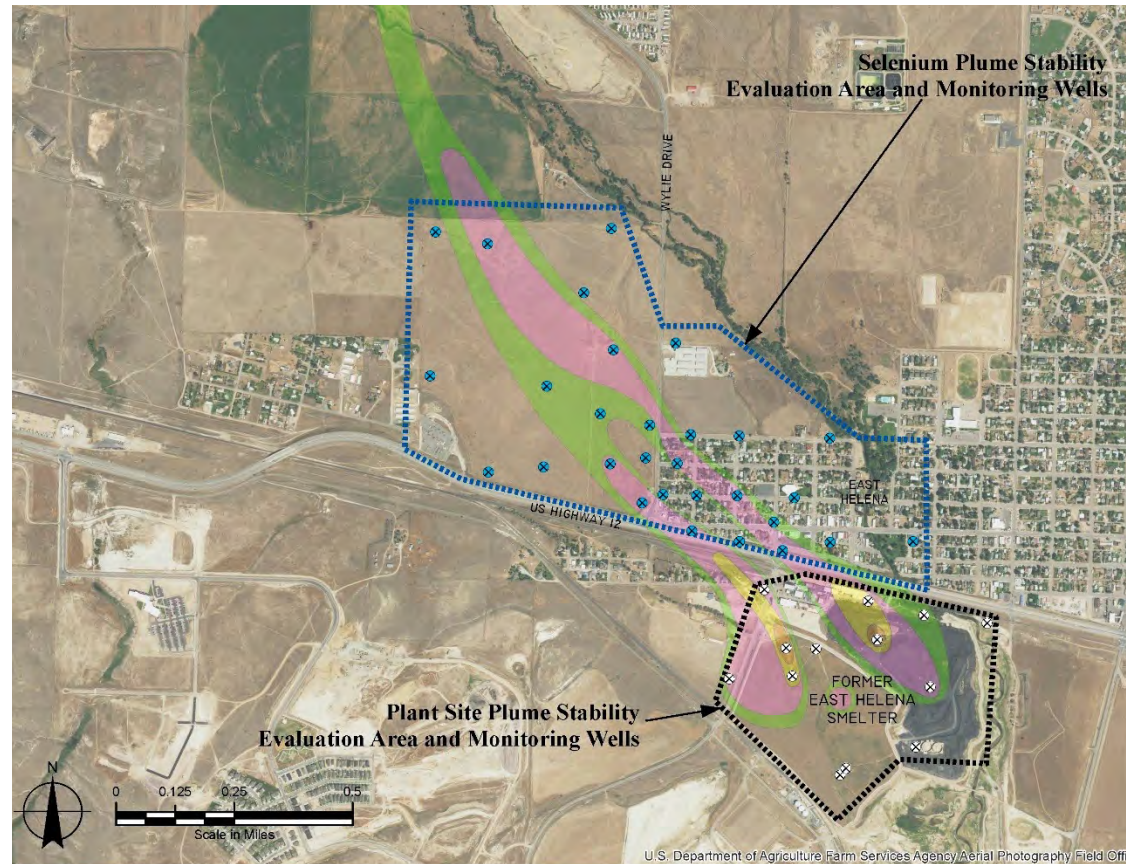 Selenium Plume Stability
Evaluation Area and Monitoring Wells
WYLIE DRIVE
EAST
HELENA
US HIGHWAY 12
FORMER
EAST HELENA
SMELTER
Plant Site Plume Stability
Evaluation Area and Monitoring Wells
N
0 0.125 0.25 0.5
Scale in Miles
U.S. Department of Agriculture Farm Services Agency Aerial Photography Field Offi